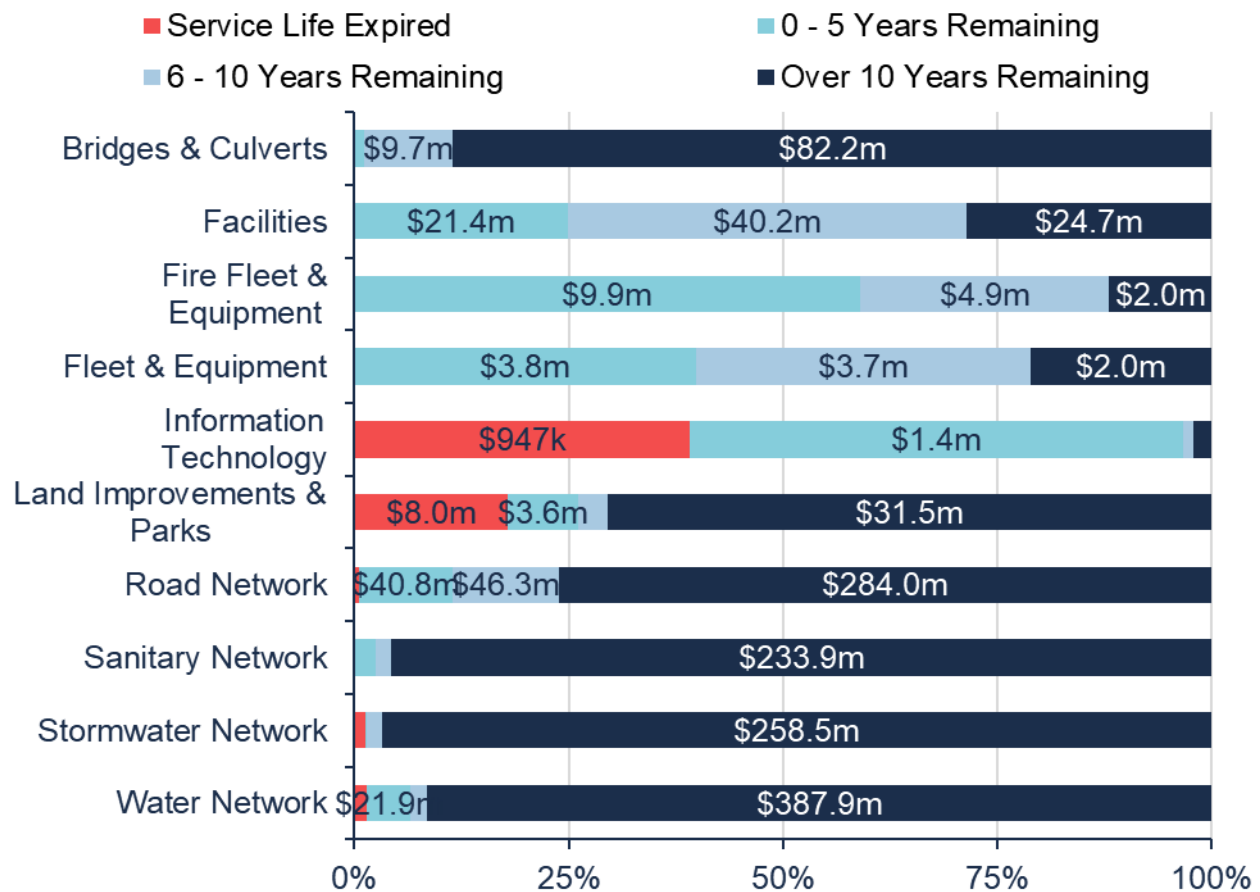 Service Life Expired
0 - 5 Years Remaining
6 - 10 Years Remaining
Over 10 Years Remaining
Bridges & Culverts
$9.7m
$82.2m
Facilities
$21.4m
$40.2m
$24.7m
Fire Fleet &
Equipment
$9.9m
$4.9m
$2.0m
Fleet & Equipment
$3.8m
$3.7m
$2.0m
Information
Technology
$947k
$1.4m
Land Improvements &
Parks
$8.0m
$3.6m
$31.5m
Road Network
$40.8m
$46.3m
$284.0m
Sanitary Network
$233.9m
Stormwater Network
$258.5m
Water Network
$21.9m
$387.9m
0%
25%
50%
75%
100%